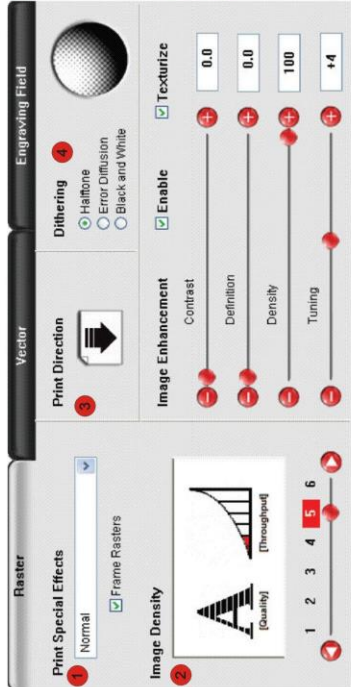 Raster
Vector
Engraving Field
1
Print Special Effects
Normal
Frame Rasters
Image Density
2
A
[Quality]
[Throughput]
1 2 3 4 5 6
3
Print Direction
Dithering
4
Halftone
Error Diffusion
Black and White
Image Enhancement
Enable
Texturize
Contrast
0.0
Definition
0.0
Density
100
Tuning
+4